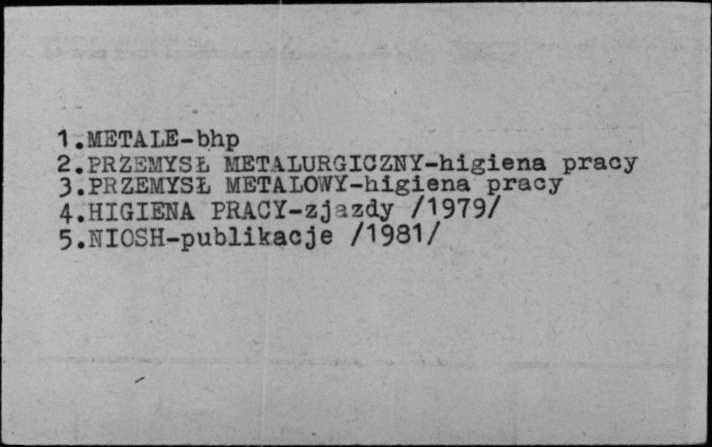 1.METALE-bhp
2.PRZEMYSŁ METALURGICZNY-higiena pracy
3.PRZEMYSŁ METALOWY-higiena pracy
4.HIGIENA PRACY-zjazdy /1979/
5.NIOSH-publikacje /1981/